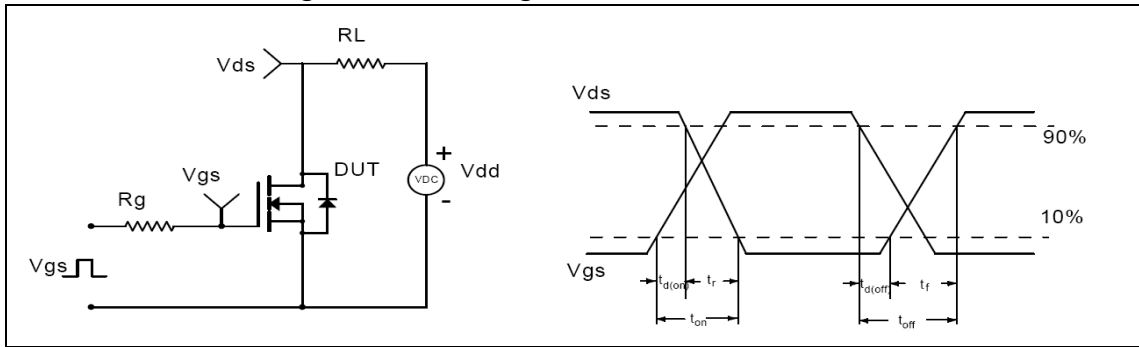 RL
Vds
Vgs
DUT
Rg
VDC
+
-
Vdd
Vgs
Vds
90%
10%
Vgs
td(on)
tr
td(off)
tf
ton
toff